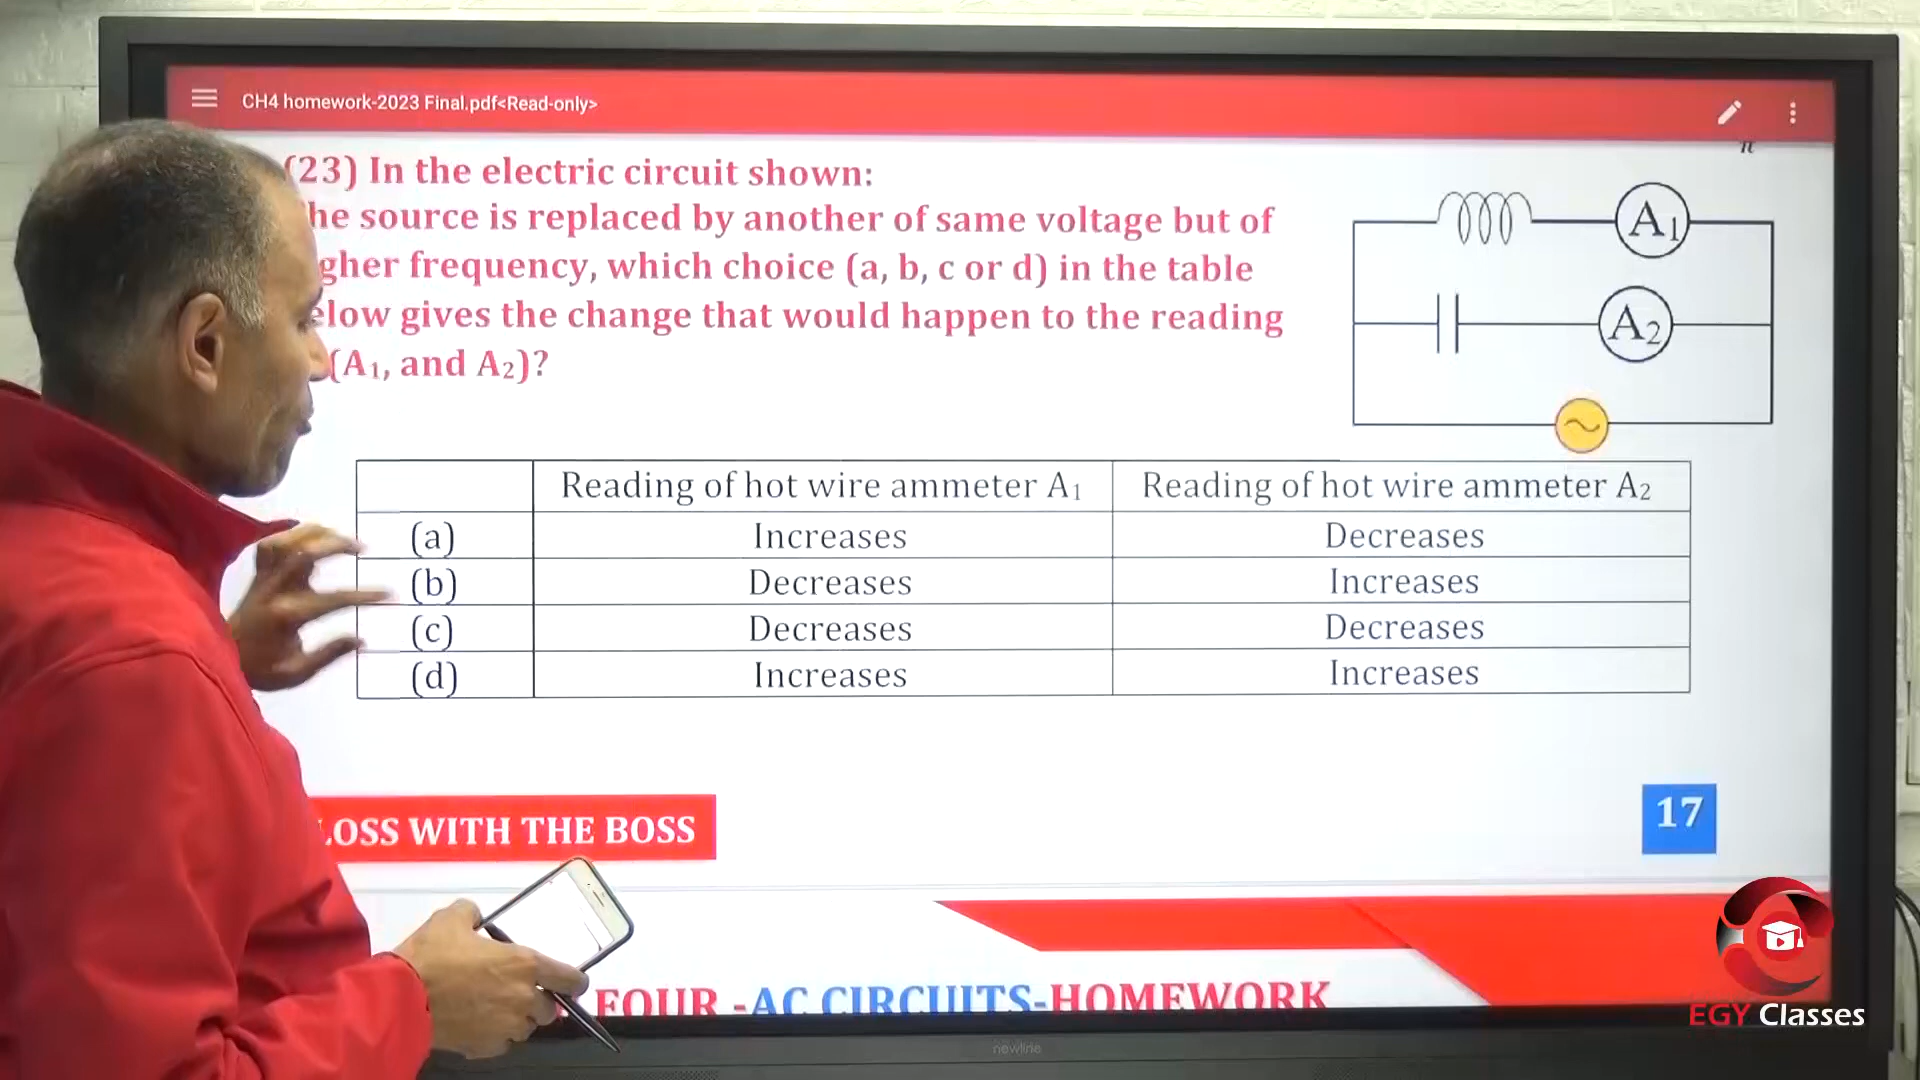 CH4 homework-2023 Final.pdf<Read-only>
π
(23) In the electric circuit shown:
he source is replaced by another of same voltage but of
gher frequency, which choice (a, b, c or d) in the table
elow gives the change that would happen to the reading
(A1, and A2)?
A1
A2
Reading of hot wire ammeter A1 Reading of hot wire ammeter A2
(a) Increases Decreases
(b) Decreases Increases
(c) Decreases Decreases
(d) Increases Increases
LOSS WITH THE BOSS
17
FOUR -AC CIRCUITS-HOMEWORK
EGY Classes
newline